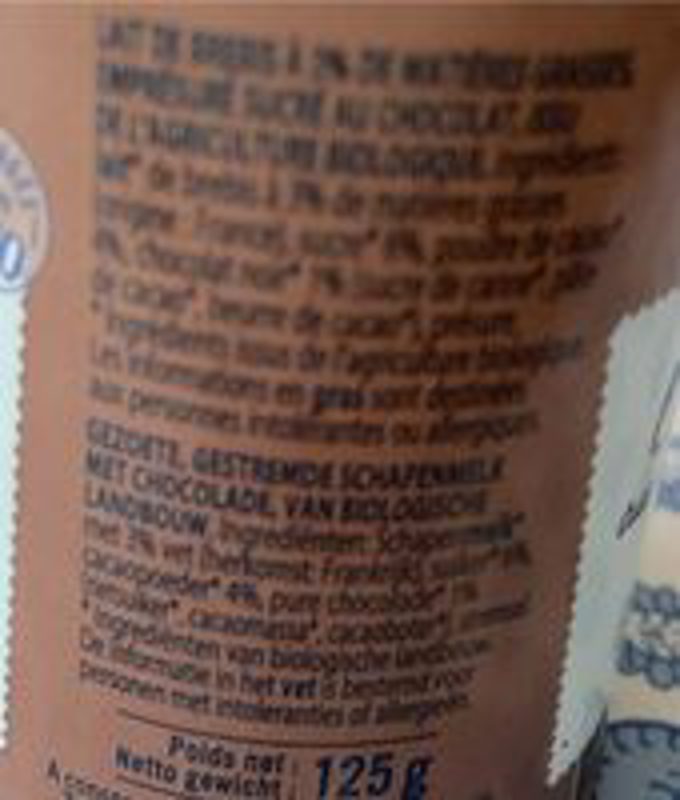 LAIT DE BREBIS À 3% DE MATIÈRES GRASSES
EMPRÉSURÉ SUCRÉ AU CHOCOLAT, ISSU
DE L'AGRICULTURE BIOLOGIQUE. Ingrédients:
lait* de brebis à 3% de matières grasses
(origine : France), sucre* 6%, poudre de cacao*
4%, chocolat noir* 1% (sucre de canne*, pâte
de cacao*, beurre de cacao*), présure.
*Ingrédients issus de l'agriculture biologique.
Les informations en gras sont destinées
aux personnes intolérantes ou allergiques.
GEZOETE, GESTREMDE SCHAPENMELK
MET CHOCOLADE, VAN BIOLOGISCHE
LANDBOUW. Ingrediënten: Schapenmelk*
met 3% vet (herkomst: Frankrijk), suiker* 6%,
cacaopoeder* 4%, pure chocolade* 1%
(rietsuiker*, cacaomassa*, cacaoboter*), stremsel.
*Ingrediënten van biologische landbouw.
De informatie in het vet is bestemd voor
personen met intoleranties of allergieën.
Poids net :
Netto gewicht : 125 g